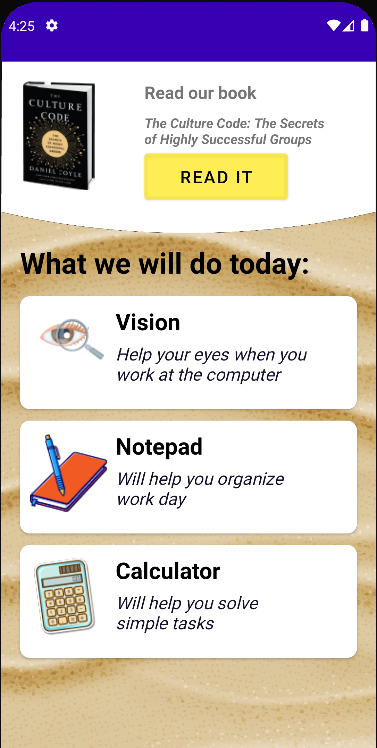 4:25
THE
CULTURE
CODE
DANIEL COYLE
Read our book
The Culture Code: The Secrets
of Highly Successful Groups
READ IT
What we will do today:
Vision
Help your eyes when you
work at the computer
Notepad
Will help you organize
work day
Calculator
Will help you solve
simple tasks